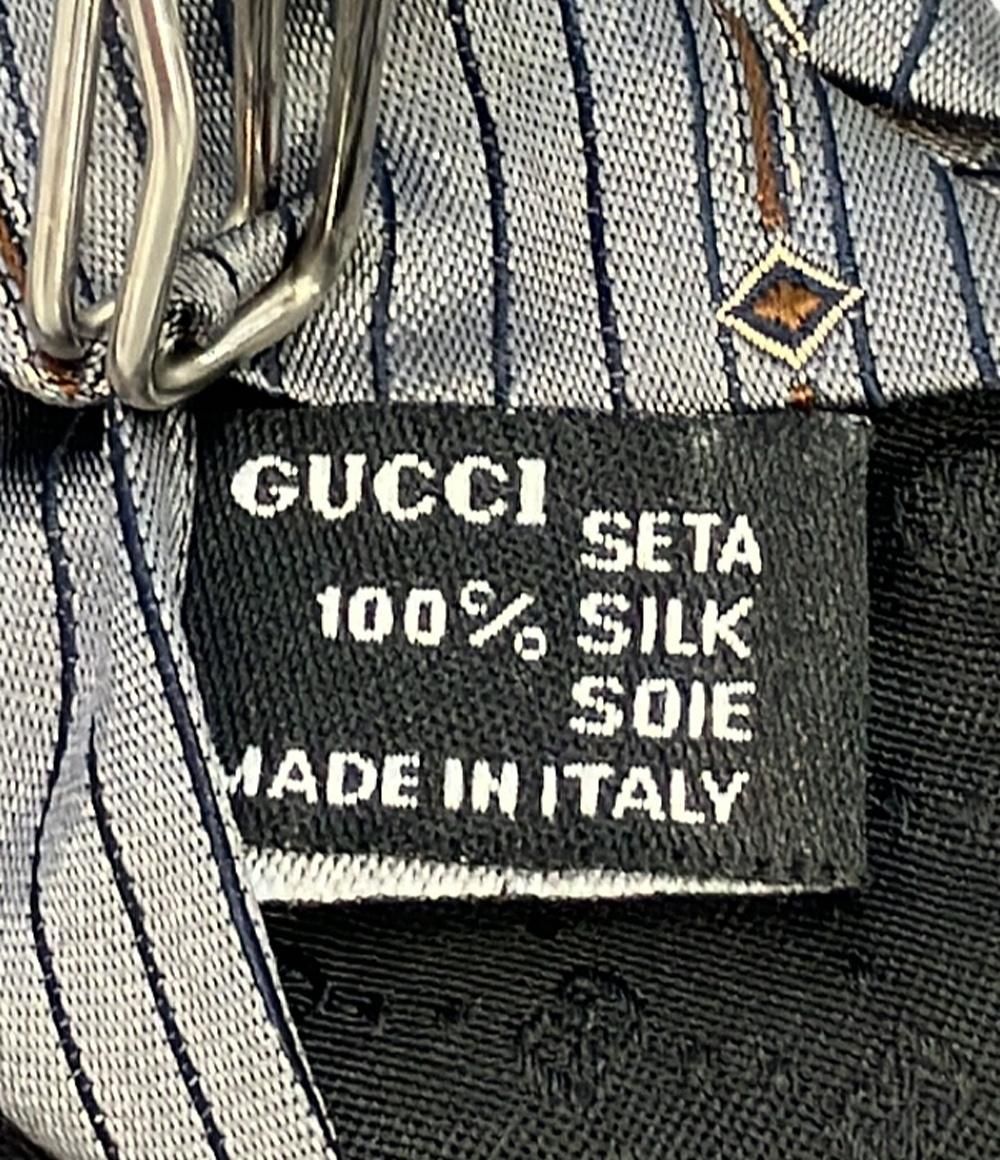 GUCCI
SETA
100% SILK
SOIE
MADE IN ITALY